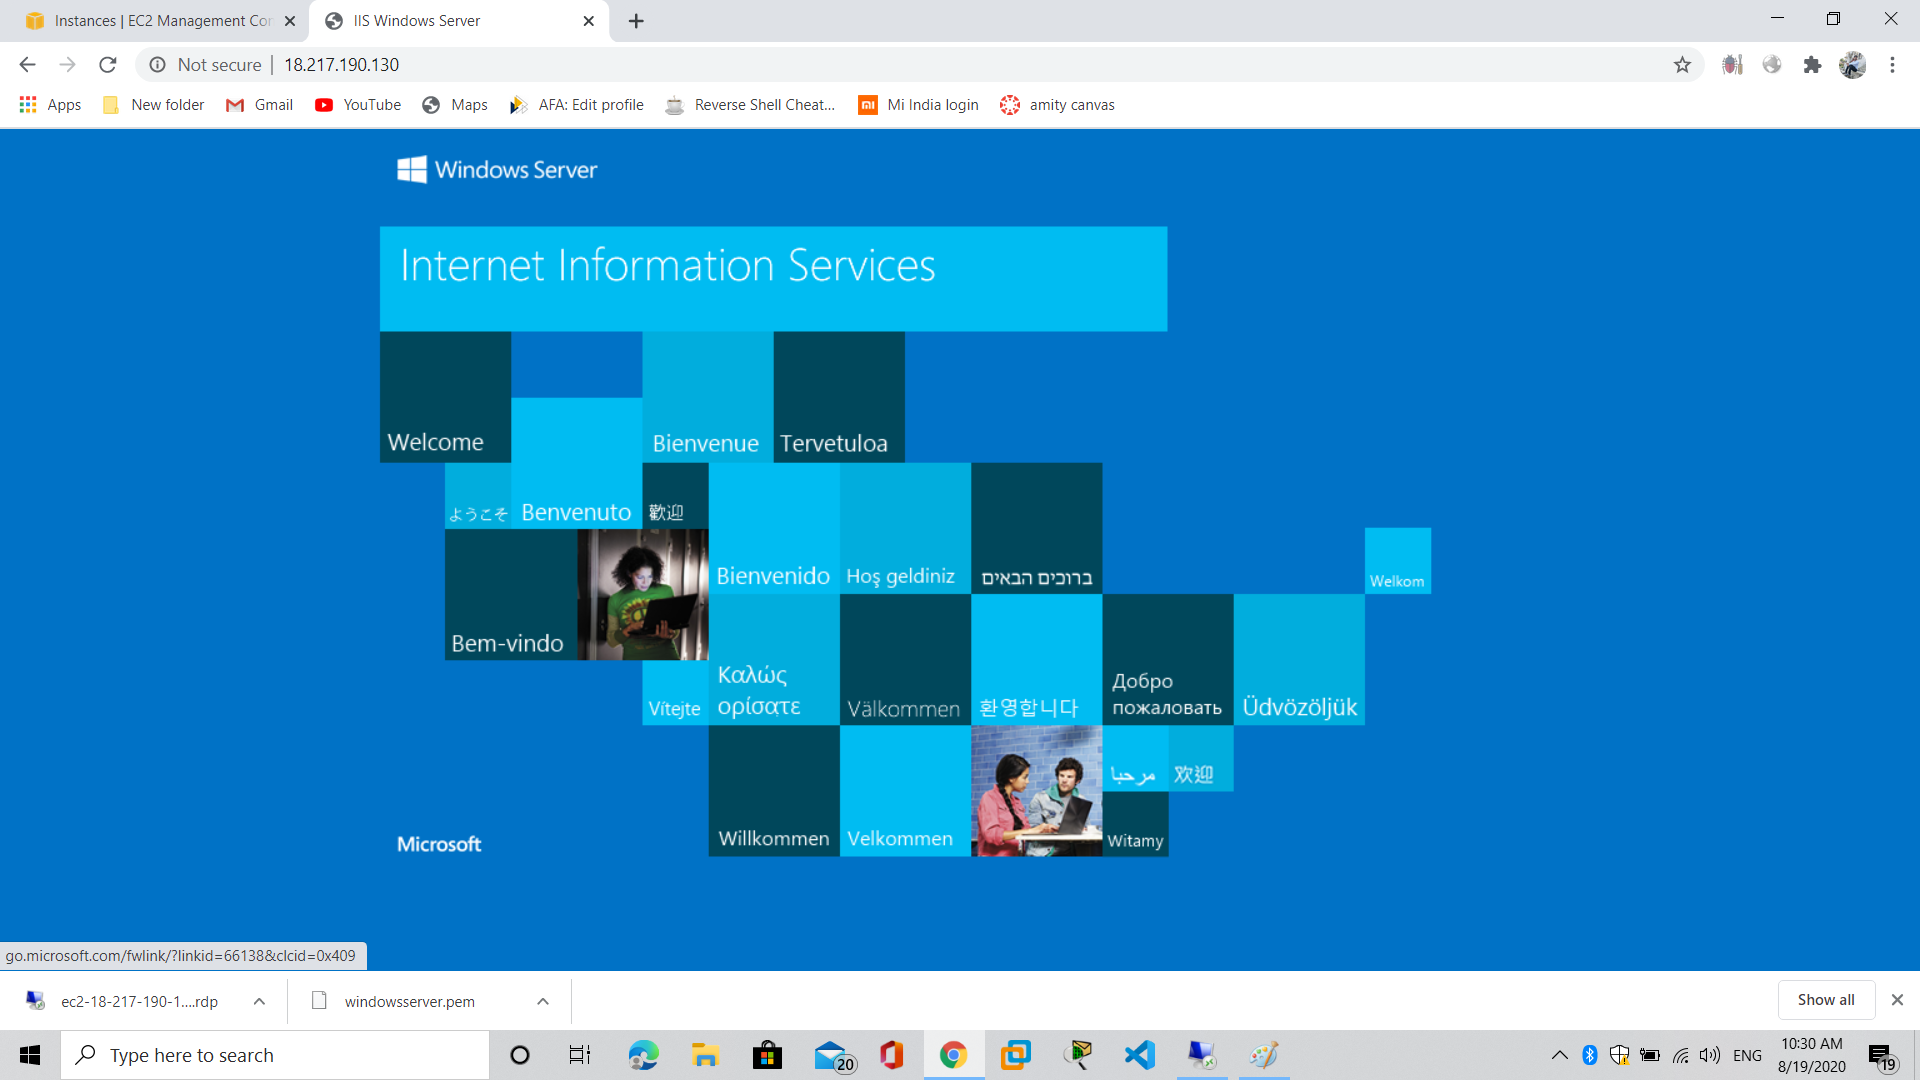 Instances | EC2 Management Con
IIS Windows Server
Not secure
18.217.190.130
Apps
New folder
Gmail
YouTube
Maps
AFA: Edit profile
Reverse Shell Cheat...
Mi India login
amity canvas
Windows Server
Internet Information Services
Welcome
Bienvenue
Tervetuloa
ようこそ
Benvenuto
歡迎
Bienvenido
Hoş geldiniz
ברוכים הבאים
Welkom
Bem-vindo
Vítejte
Καλώς
ορίσατε
Välkommen
환영합니다
Добро
пожаловать
Üdvözöljük
مرحبا
欢迎
Willkommen
Velkommen
Witamy
Microsoft
go.microsoft.com/fwlink/?linkid=66138&clcid=0x409
ec2-18-217-190-1....rdp
windowsserver.pem
Show all
Type here to search
20
ENG
10:30 AM
8/19/2020
19